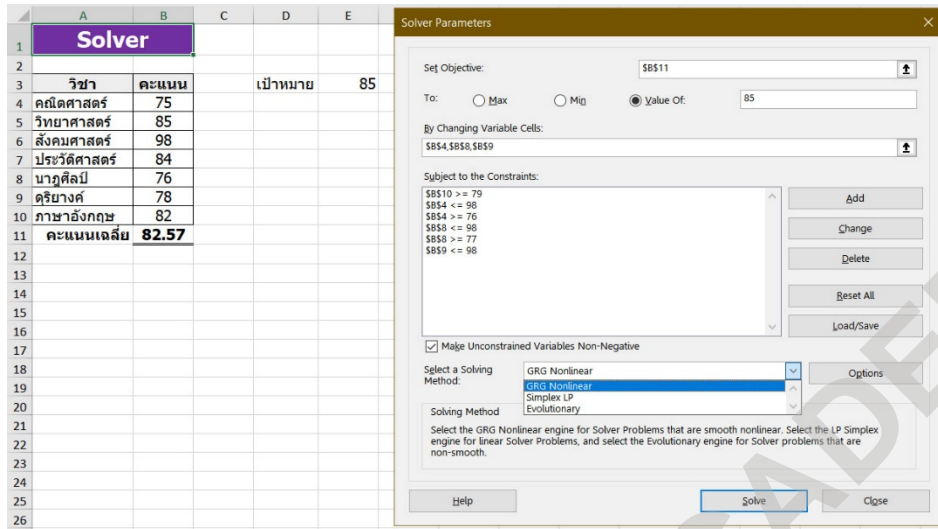 A B C D E
1 Solver
2
3 วิชา คะแนน เป้าหมาย 85
4 คณิตศาสตร์ 75
5 วิทยาศาสตร์ 85
6 สังคมศาสตร์ 98
7 ประวัติศาสตร์ 84
8 นาฏศิลป์ 76
9 ดุริยางค์ 78
10 ภาษาอังกฤษ 82
11 คะแนนเฉลี่ย 82.57
12
13
14
15
16
17
18
19
20
21
22
23
24
25
26
Solver Parameters
Set Objective: $B$11
To: Max Min Value Of: 85
By Changing Variable Cells:
$B$4,$B$8,$B$9
Subject to the Constraints:
$B$10 >= 79
$B$4 <= 98
$B$4 >= 76
$B$8 <= 98
$B$8 >= 77
$B$9 <= 98
Add
Change
Delete
Reset All
Load/Save
Make Unconstrained Variables Non-Negative
Select a Solving Method: GRG Nonlinear
GRG Nonlinear
Simplex LP
Evolutionary
Options
Solving Method
Select the GRG Nonlinear engine for Solver Problems that are smooth nonlinear. Select the LP Simplex
engine for linear Solver Problems, and select the Evolutionary engine for Solver problems that are
non-smooth.
Help Solve Close